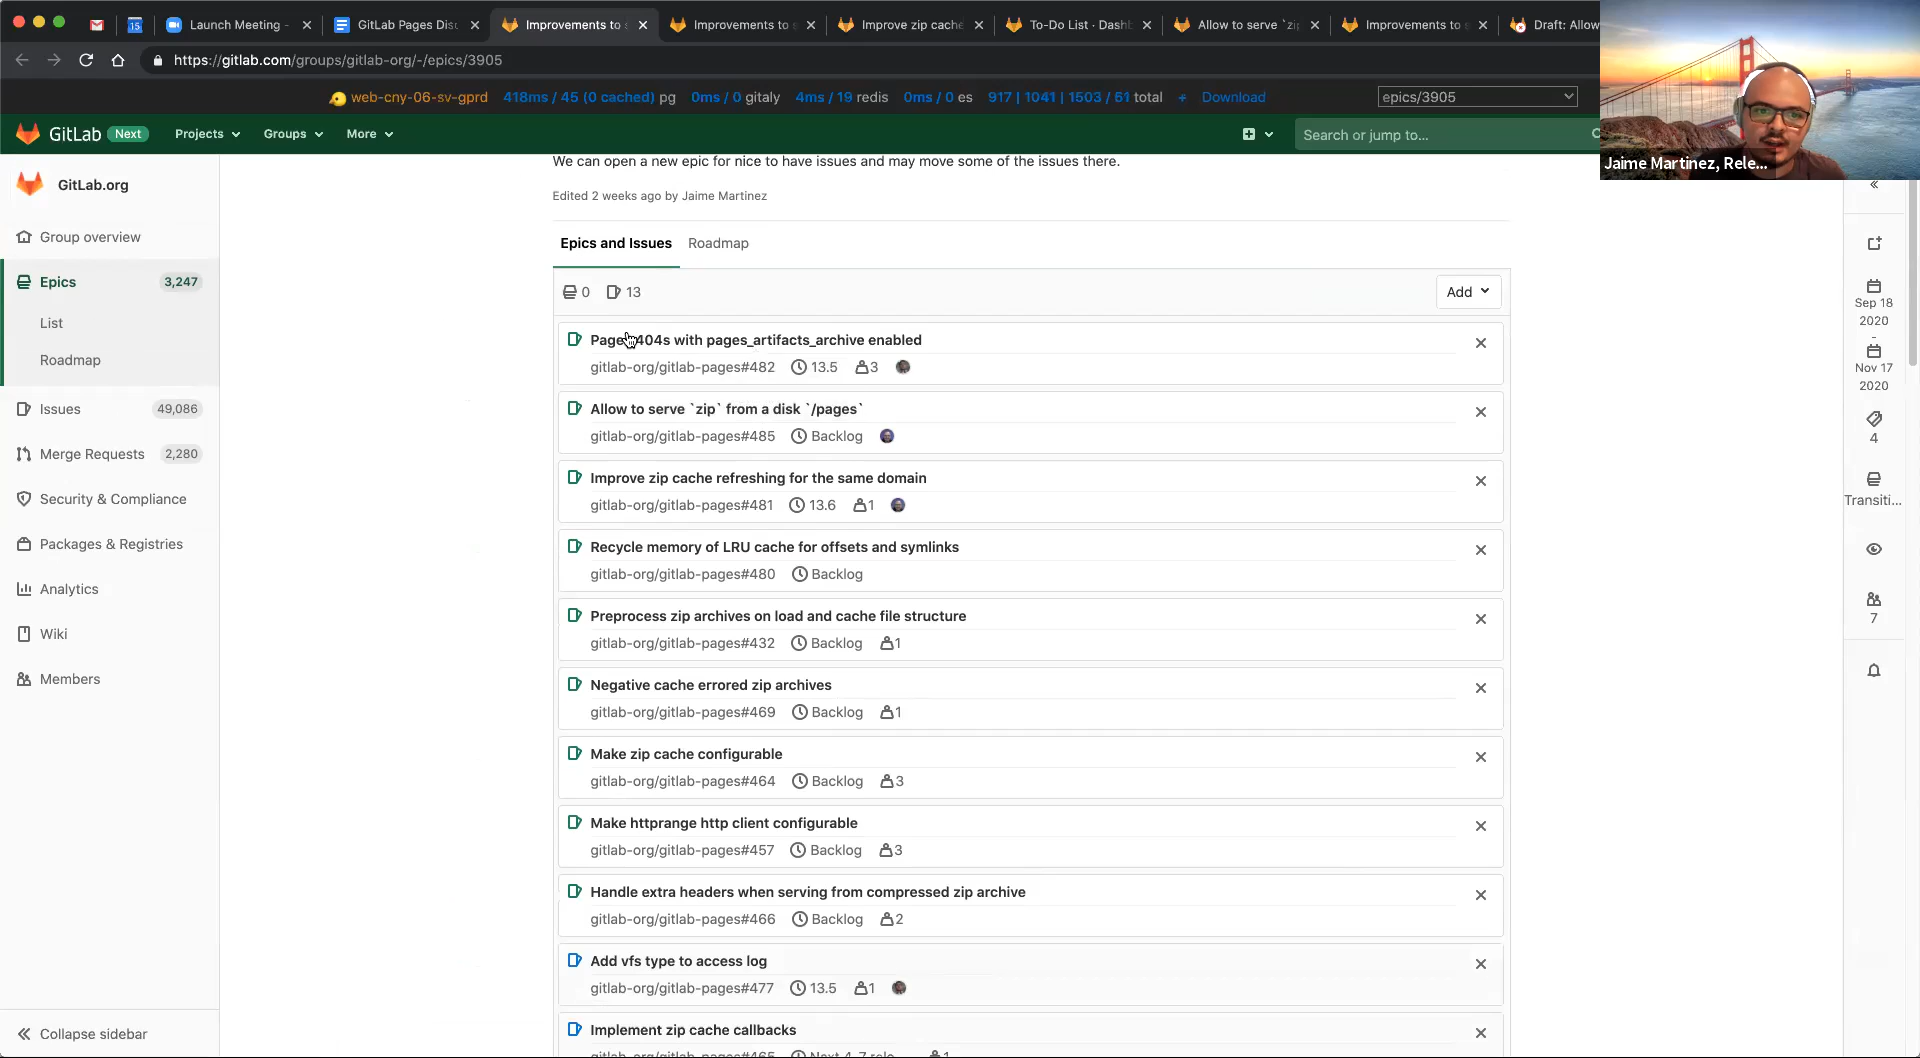 Launch Meeting -
GitLab Pages Dis
Improvements to
Improvements to
Improve zip cache
To-Do List · Dash
Allow to serve `zi
Improvements to
Draft: Allow
15
https://gitlab.com/groups/gitlab-org/-/epics/3905
web-cny-06-sv-gprd 418ms / 45 (0 cached) pg 0ms / 0 gitaly 4ms / 19 redis 0ms / 0 es 917 | 1041 | 1503 / 51 total + Download epics/3905
GitLab Next Projects Groups More Search or jump to...
Jaime Martinez, Rele...
GitLab.org
Group overview
Epics 3,247
List
Roadmap
Issues 49,086
Merge Requests 2,280
Security & Compliance
Packages & Registries
Analytics
Wiki
Members
Collapse sidebar
We can open a new epic for nice to have issues and may move some of the issues there.
Edited 2 weeks ago by Jaime Martinez
Epics and Issues Roadmap
0 13 Add
Pages 404s with pages_artifacts_archive enabled
gitlab-org/gitlab-pages#482 13.5 3
Allow to serve `zip` from a disk `/pages`
gitlab-org/gitlab-pages#485 Backlog
Improve zip cache refreshing for the same domain
gitlab-org/gitlab-pages#481 13.6 1
Recycle memory of LRU cache for offsets and symlinks
gitlab-org/gitlab-pages#480 Backlog
Preprocess zip archives on load and cache file structure
gitlab-org/gitlab-pages#432 Backlog 1
Negative cache errored zip archives
gitlab-org/gitlab-pages#469 Backlog 1
Make zip cache configurable
gitlab-org/gitlab-pages#464 Backlog 3
Make httprange http client configurable
gitlab-org/gitlab-pages#457 Backlog 3
Handle extra headers when serving from compressed zip archive
gitlab-org/gitlab-pages#466 Backlog 2
Add vfs type to access log
gitlab-org/gitlab-pages#477 13.5 1
Implement zip cache callbacks
gitlab-org/gitlab-pages#465 Next 4-7 rele... 1
Sep 18
2020
-
Nov 17
2020
4
Transiti...
7